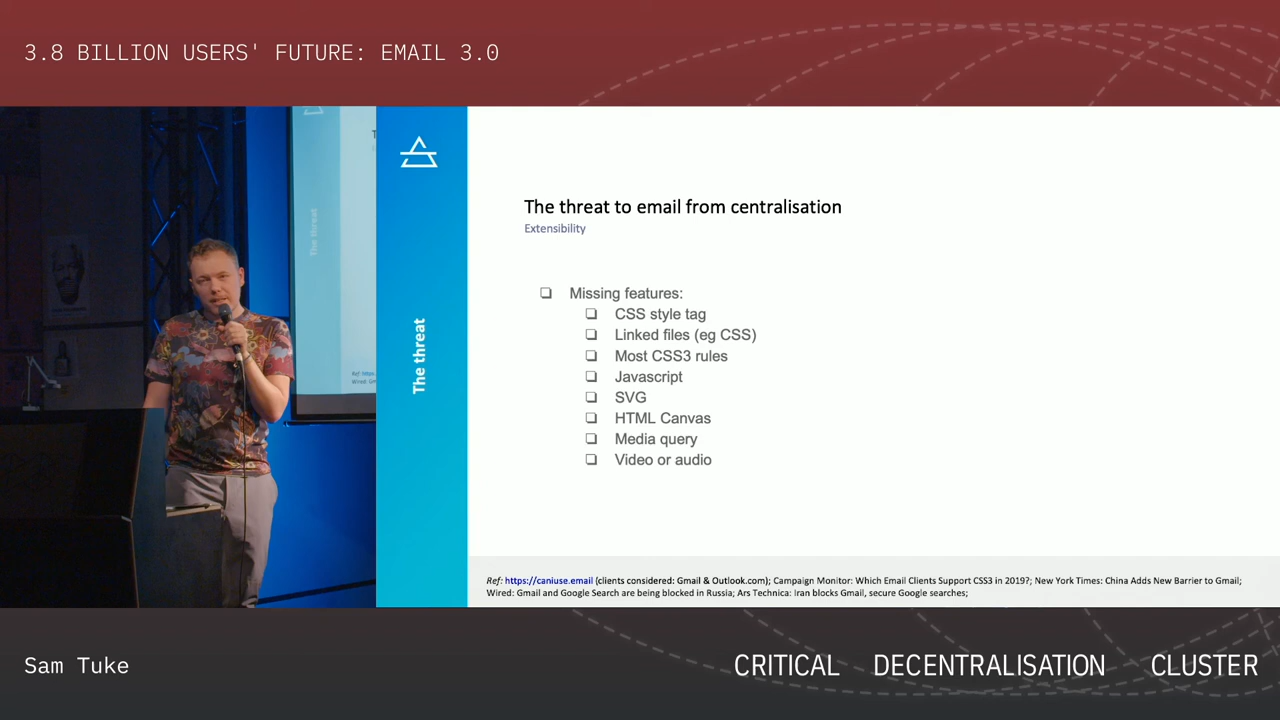 3.8 BILLION USERS' FUTURE: EMAIL 3.0
The threat
The threat
The threat to email from centralisation
Extensibility
Missing features:
CSS style tag
Linked files (eg CSS)
Most CSS3 rules
Javascript
SVG
HTML Canvas
Media query
Video or audio
Ref: https://caniuse.email (clients considered: Gmail & Outlook.com); Campaign Monitor: Which Email Clients Support CSS3 in 2019?; New York Times: China Adds New Barrier to Gmail;
Wired: Gmail and Google Search are being blocked in Russia; Ars Technica: Iran blocks Gmail, secure Google searches;
Sam Tuke
CRITICAL DECENTRALISATION CLUSTER